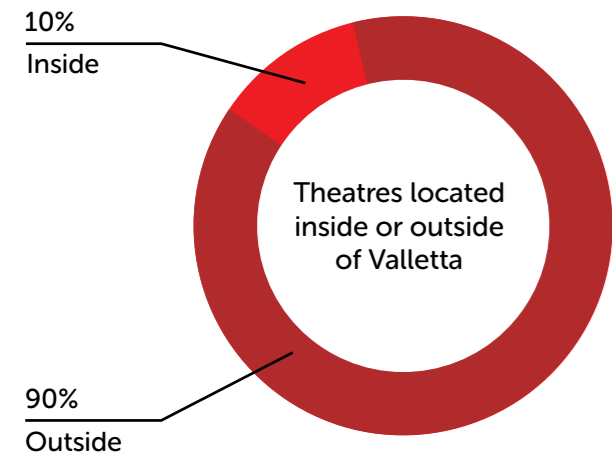 10%
Inside
Theatres located
inside or outside
of Valletta
90%
Outside